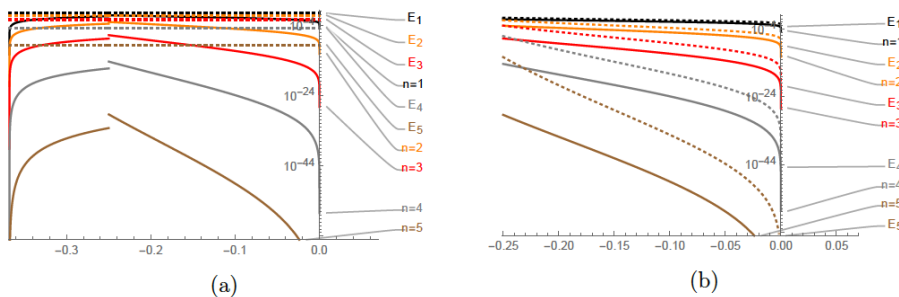 10⁻⁴
10⁻²⁴
10⁻⁴⁴
−0.3
−0.2
−0.1
0.0
E₁
E₂
E₃
n=1
E₄
E₅
n=2
n=3
n=4
n=5
(a)
10⁻⁴
10⁻²⁴
10⁻⁴⁴
−0.25
−0.20
−0.15
−0.10
−0.05
0.00
0.05
E₁
n=1
E₂
n=2
E₃
n=3
E₄
n=4
n=5
E₅
(b)